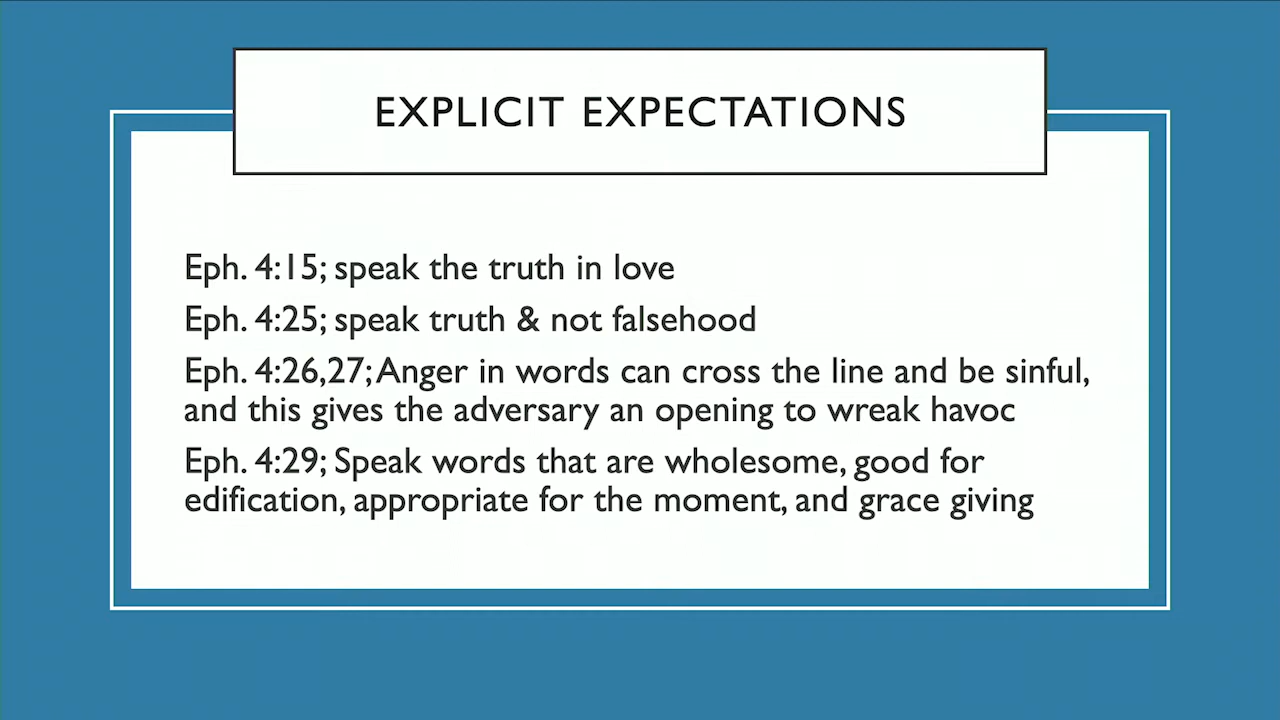 EXPLICIT EXPECTATIONS
Eph. 4:15; speak the truth in love
Eph. 4:25; speak truth & not falsehood
Eph. 4:26,27; Anger in words can cross the line and be sinful,
and this gives the adversary an opening to wreak havoc
Eph. 4:29; Speak words that are wholesome, good for
edification, appropriate for the moment, and grace giving